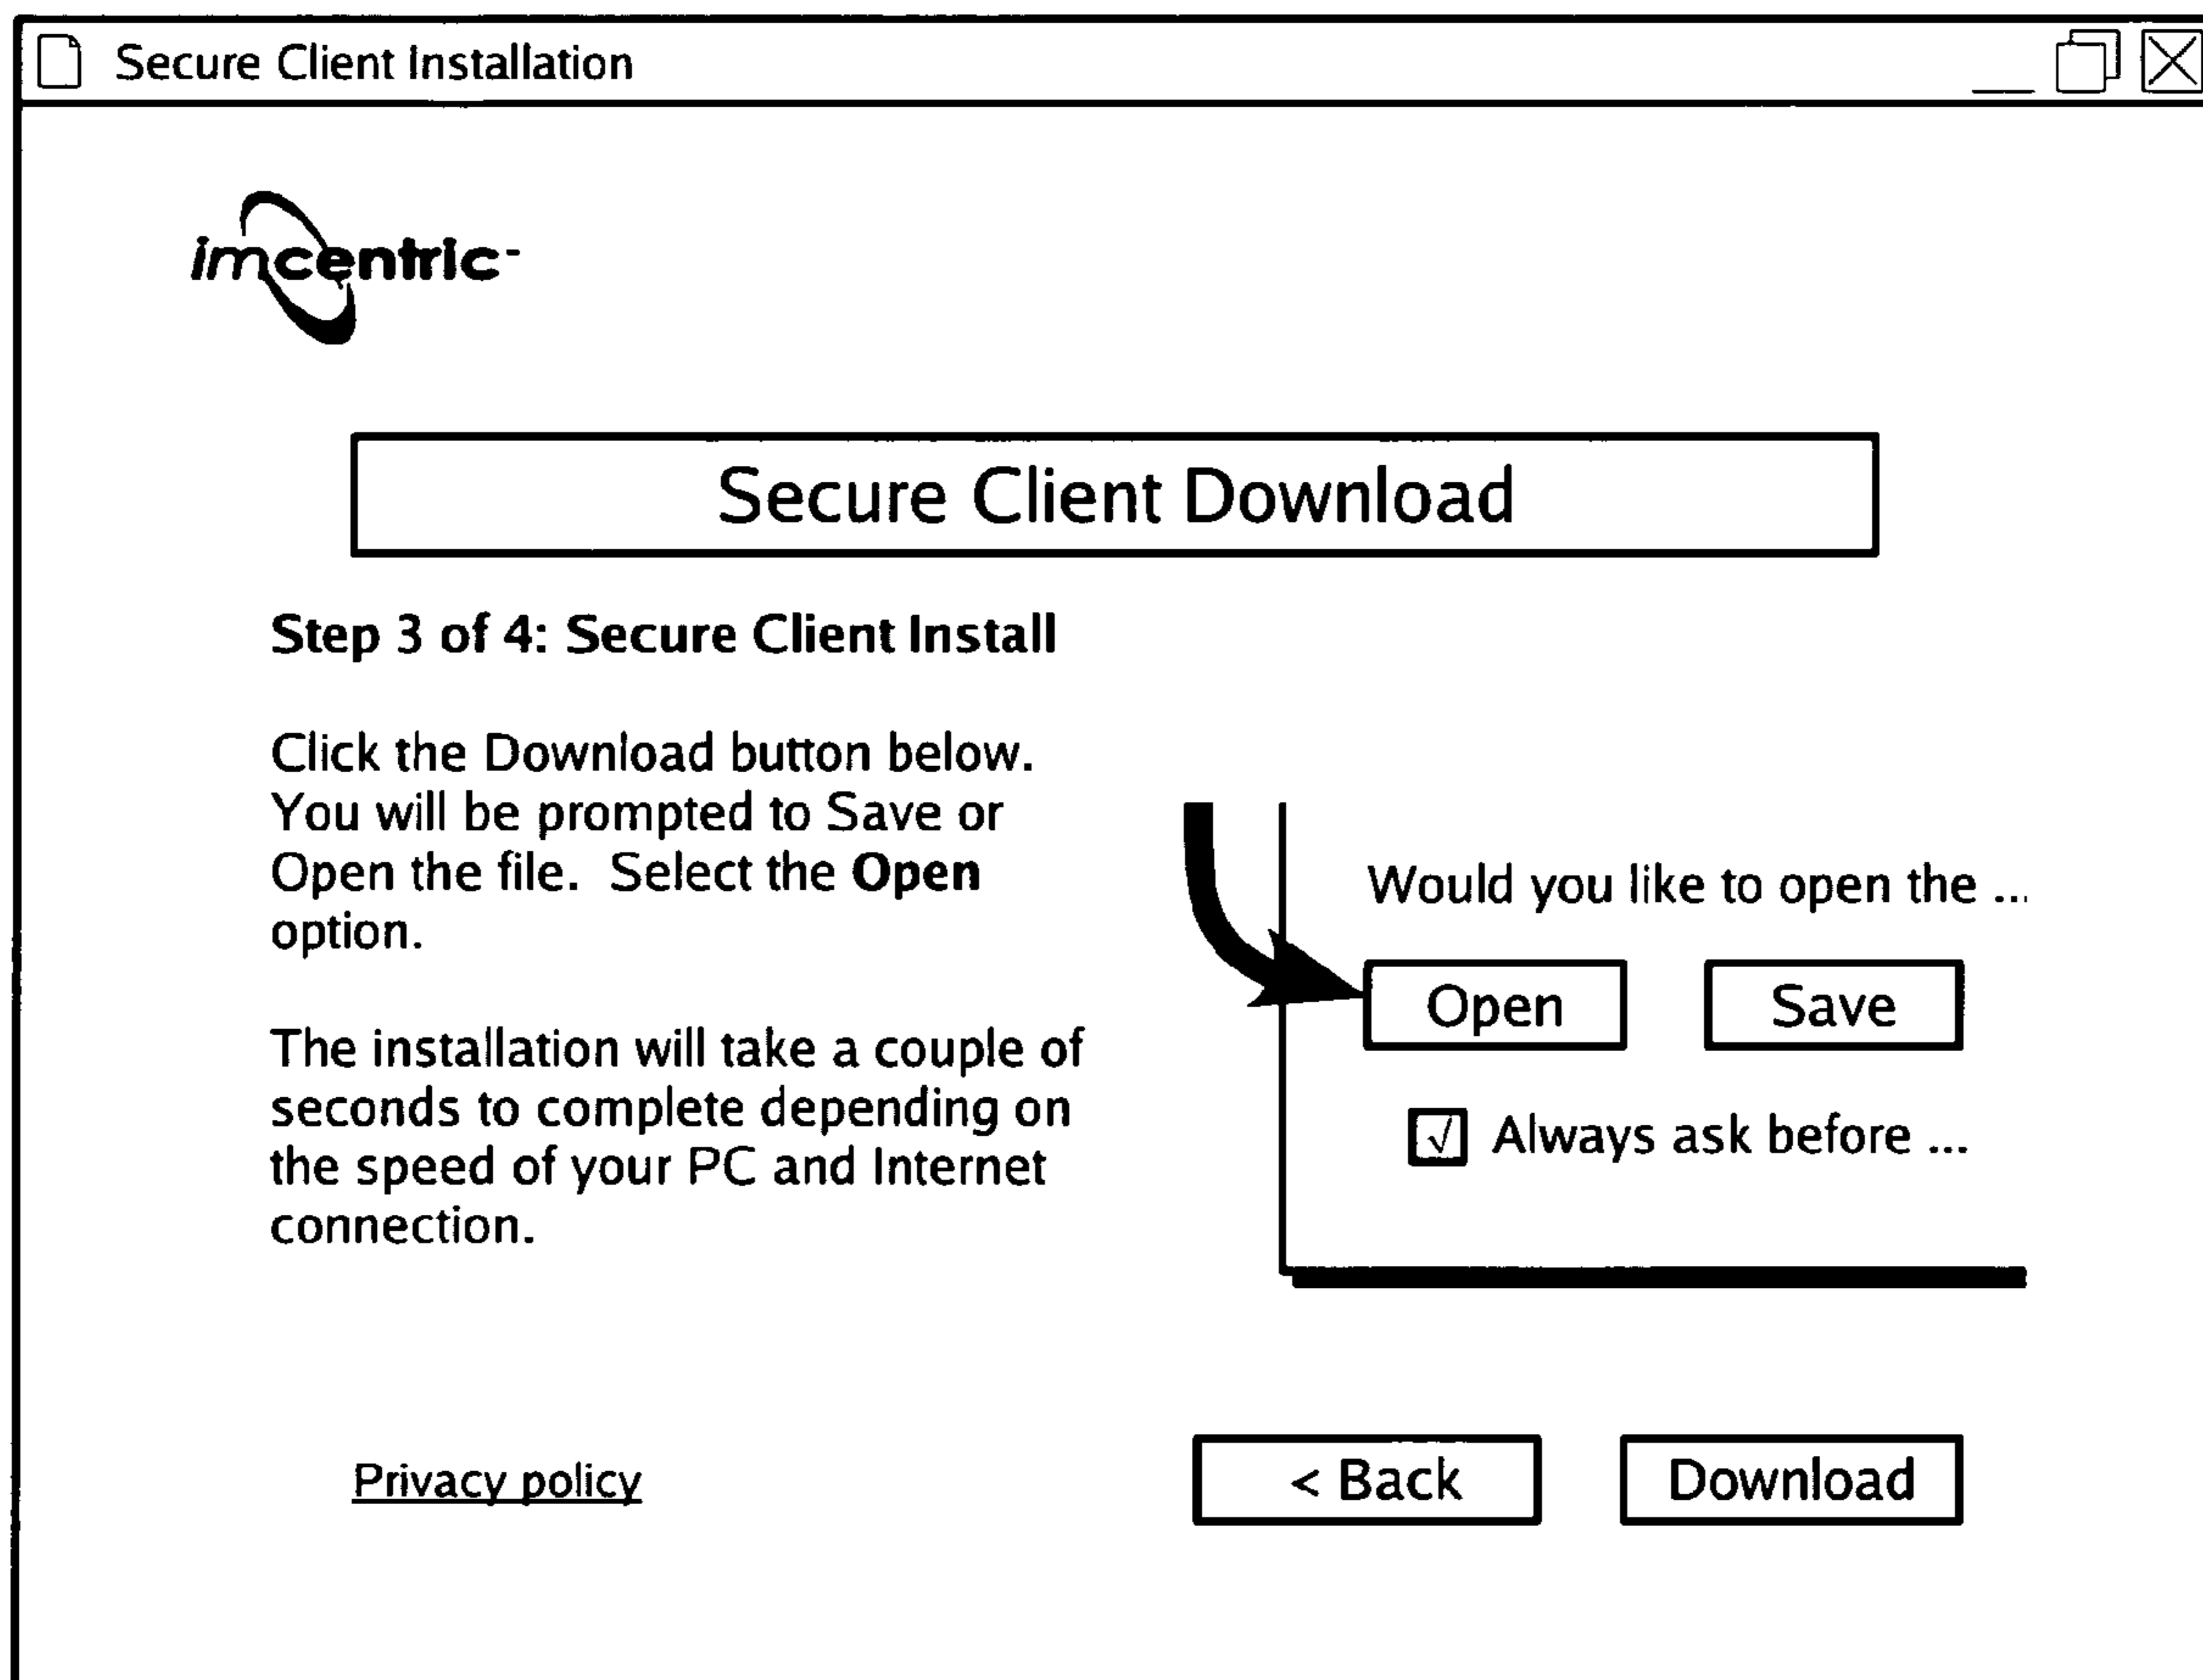 Secure Client Installation
imcentric
Secure Client Download
Step 3 of 4: Secure Client Install
Click the Download button below.
You will be prompted to Save or
Open the file. Select the Open
option.
The installation will take a couple of
seconds to complete depending on
the speed of your PC and Internet
connection.
Would you like to open the ...
Open
Save
Always ask before ...
Privacy policy
< Back
Download